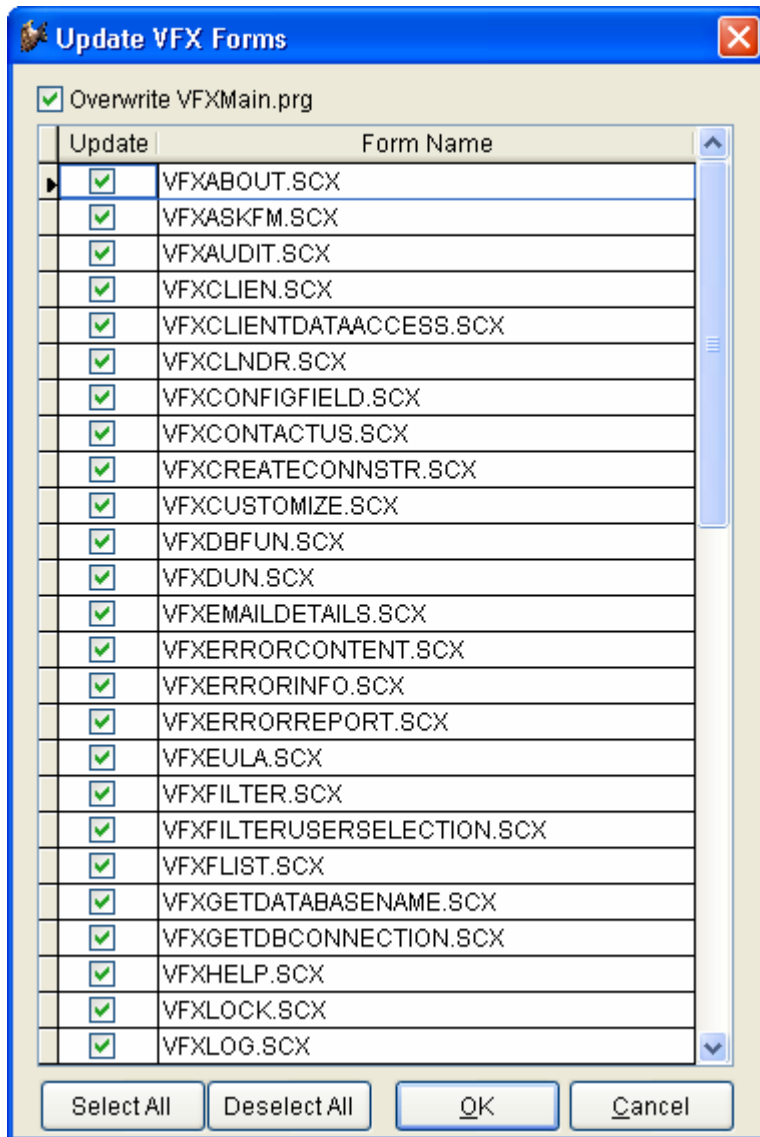 Update VFX Forms
Overwrite VFXMain.prg
Update Form Name
VFXABOUT.SCX
VFXASKFM.SCX
VFXAUDIT.SCX
VFXCLIEN.SCX
VFXCLIENTDATAACCESS.SCX
VFXCLNDR.SCX
VFXCONFIGFIELD.SCX
VFXCONTACTUS.SCX
VFXCREATECONNSTR.SCX
VFXCUSTOMIZE.SCX
VFXDBFUN.SCX
VFXDUN.SCX
VFXEMAILDETAILS.SCX
VFXERRORCONTENT.SCX
VFXERRORINFO.SCX
VFXERRORREPORT.SCX
VFXEULA.SCX
VFXFILTER.SCX
VFXFILTERUSERSELECTION.SCX
VFXFLIST.SCX
VFXGETDATABASENAME.SCX
VFXGETDBCONNECTION.SCX
VFXHELP.SCX
VFXLOCK.SCX
VFXLOG.SCX
Select All Deselect All OK Cancel